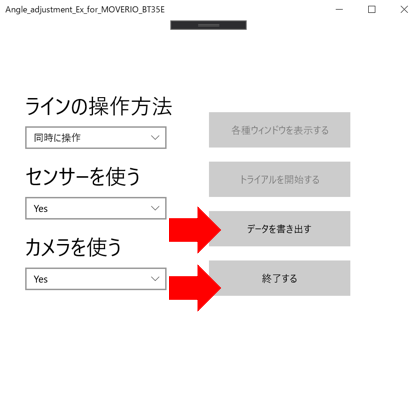 Angle_adjustment_Ex_for_MOVERIO_BT35E
ラインの操作方法
同時に操作
センサーを使う
Yes
カメラを使う
Yes
各種ウィンドウを表示する
トライアルを開始する
データを書き出す
終了する